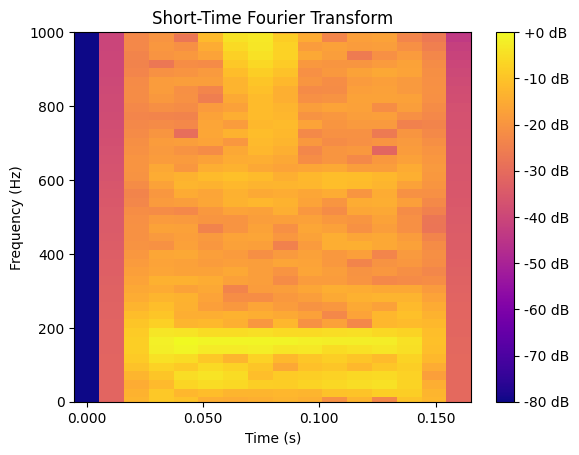 Short-Time Fourier Transform
1000
800
600
400
200
0
Frequency (Hz)
0.000
0.050
0.100
0.150
Time (s)
+0 dB
-10 dB
-20 dB
-30 dB
-40 dB
-50 dB
-60 dB
-70 dB
-80 dB